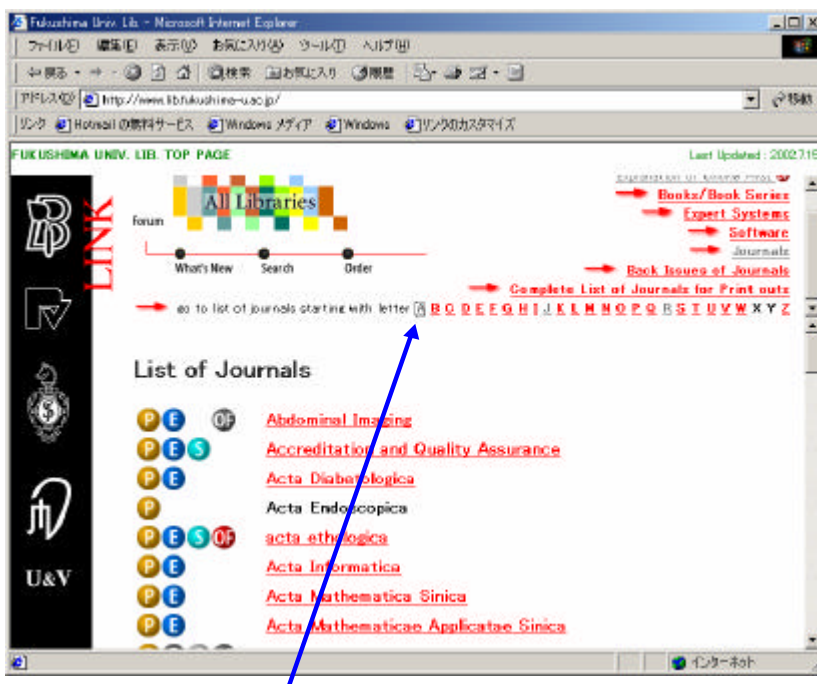 Fukushima Univ. Lib. - Microsoft Internet Explorer
ファイル(F) 編集(E) 表示(V) お気に入り(A) ツール(T) ヘルプ(H)
戻る 検索 お気に入り 履歴
アドレス(D) http://www.lib.fukushima-u.ac.jp/ 移動
リンク Hotmail の無料サービス Windows メディア Windows リンクのカスタマイズ
FUKUSHIMA UNIV. LIB. TOP PAGE Last Updated : 2002.7.15
LINK
All Libraries
Forum
What's New Search Order
Books/Book Series
Expert Systems
Software
Journals
Back Issues of Journals
Complete List of Journals for Print outs
go to list of journals starting with letter A B C D E F G H I J K L M N O P Q R S T U V W X Y Z
List of Journals
P E OF Abdominal Imaging
P E S Accreditation and Quality Assurance
P E Acta Diabetologica
P Acta Endoscopica
P E S OF acta ethologica
P E Acta Informatica
P E Acta Mathematica Sinica
P E Acta Mathematicae Applicatae Sinica
U&V
インターネット